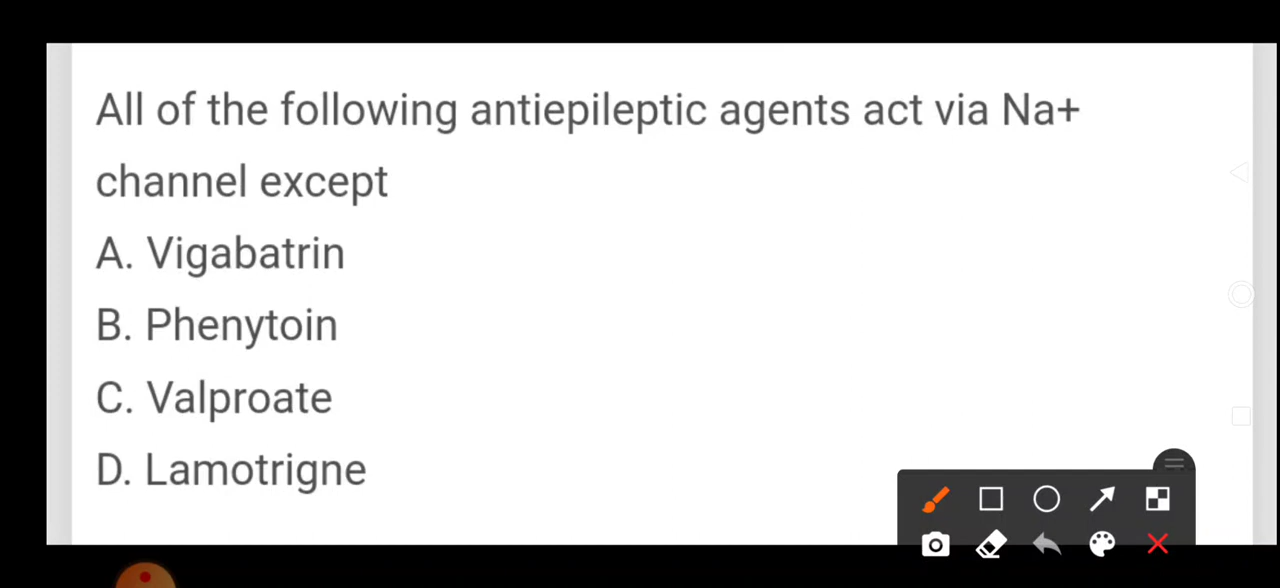 All of the following antiepileptic agents act via Na+
channel except
A. Vigabatrin
B. Phenytoin
C. Valproate
D. Lamotrigne